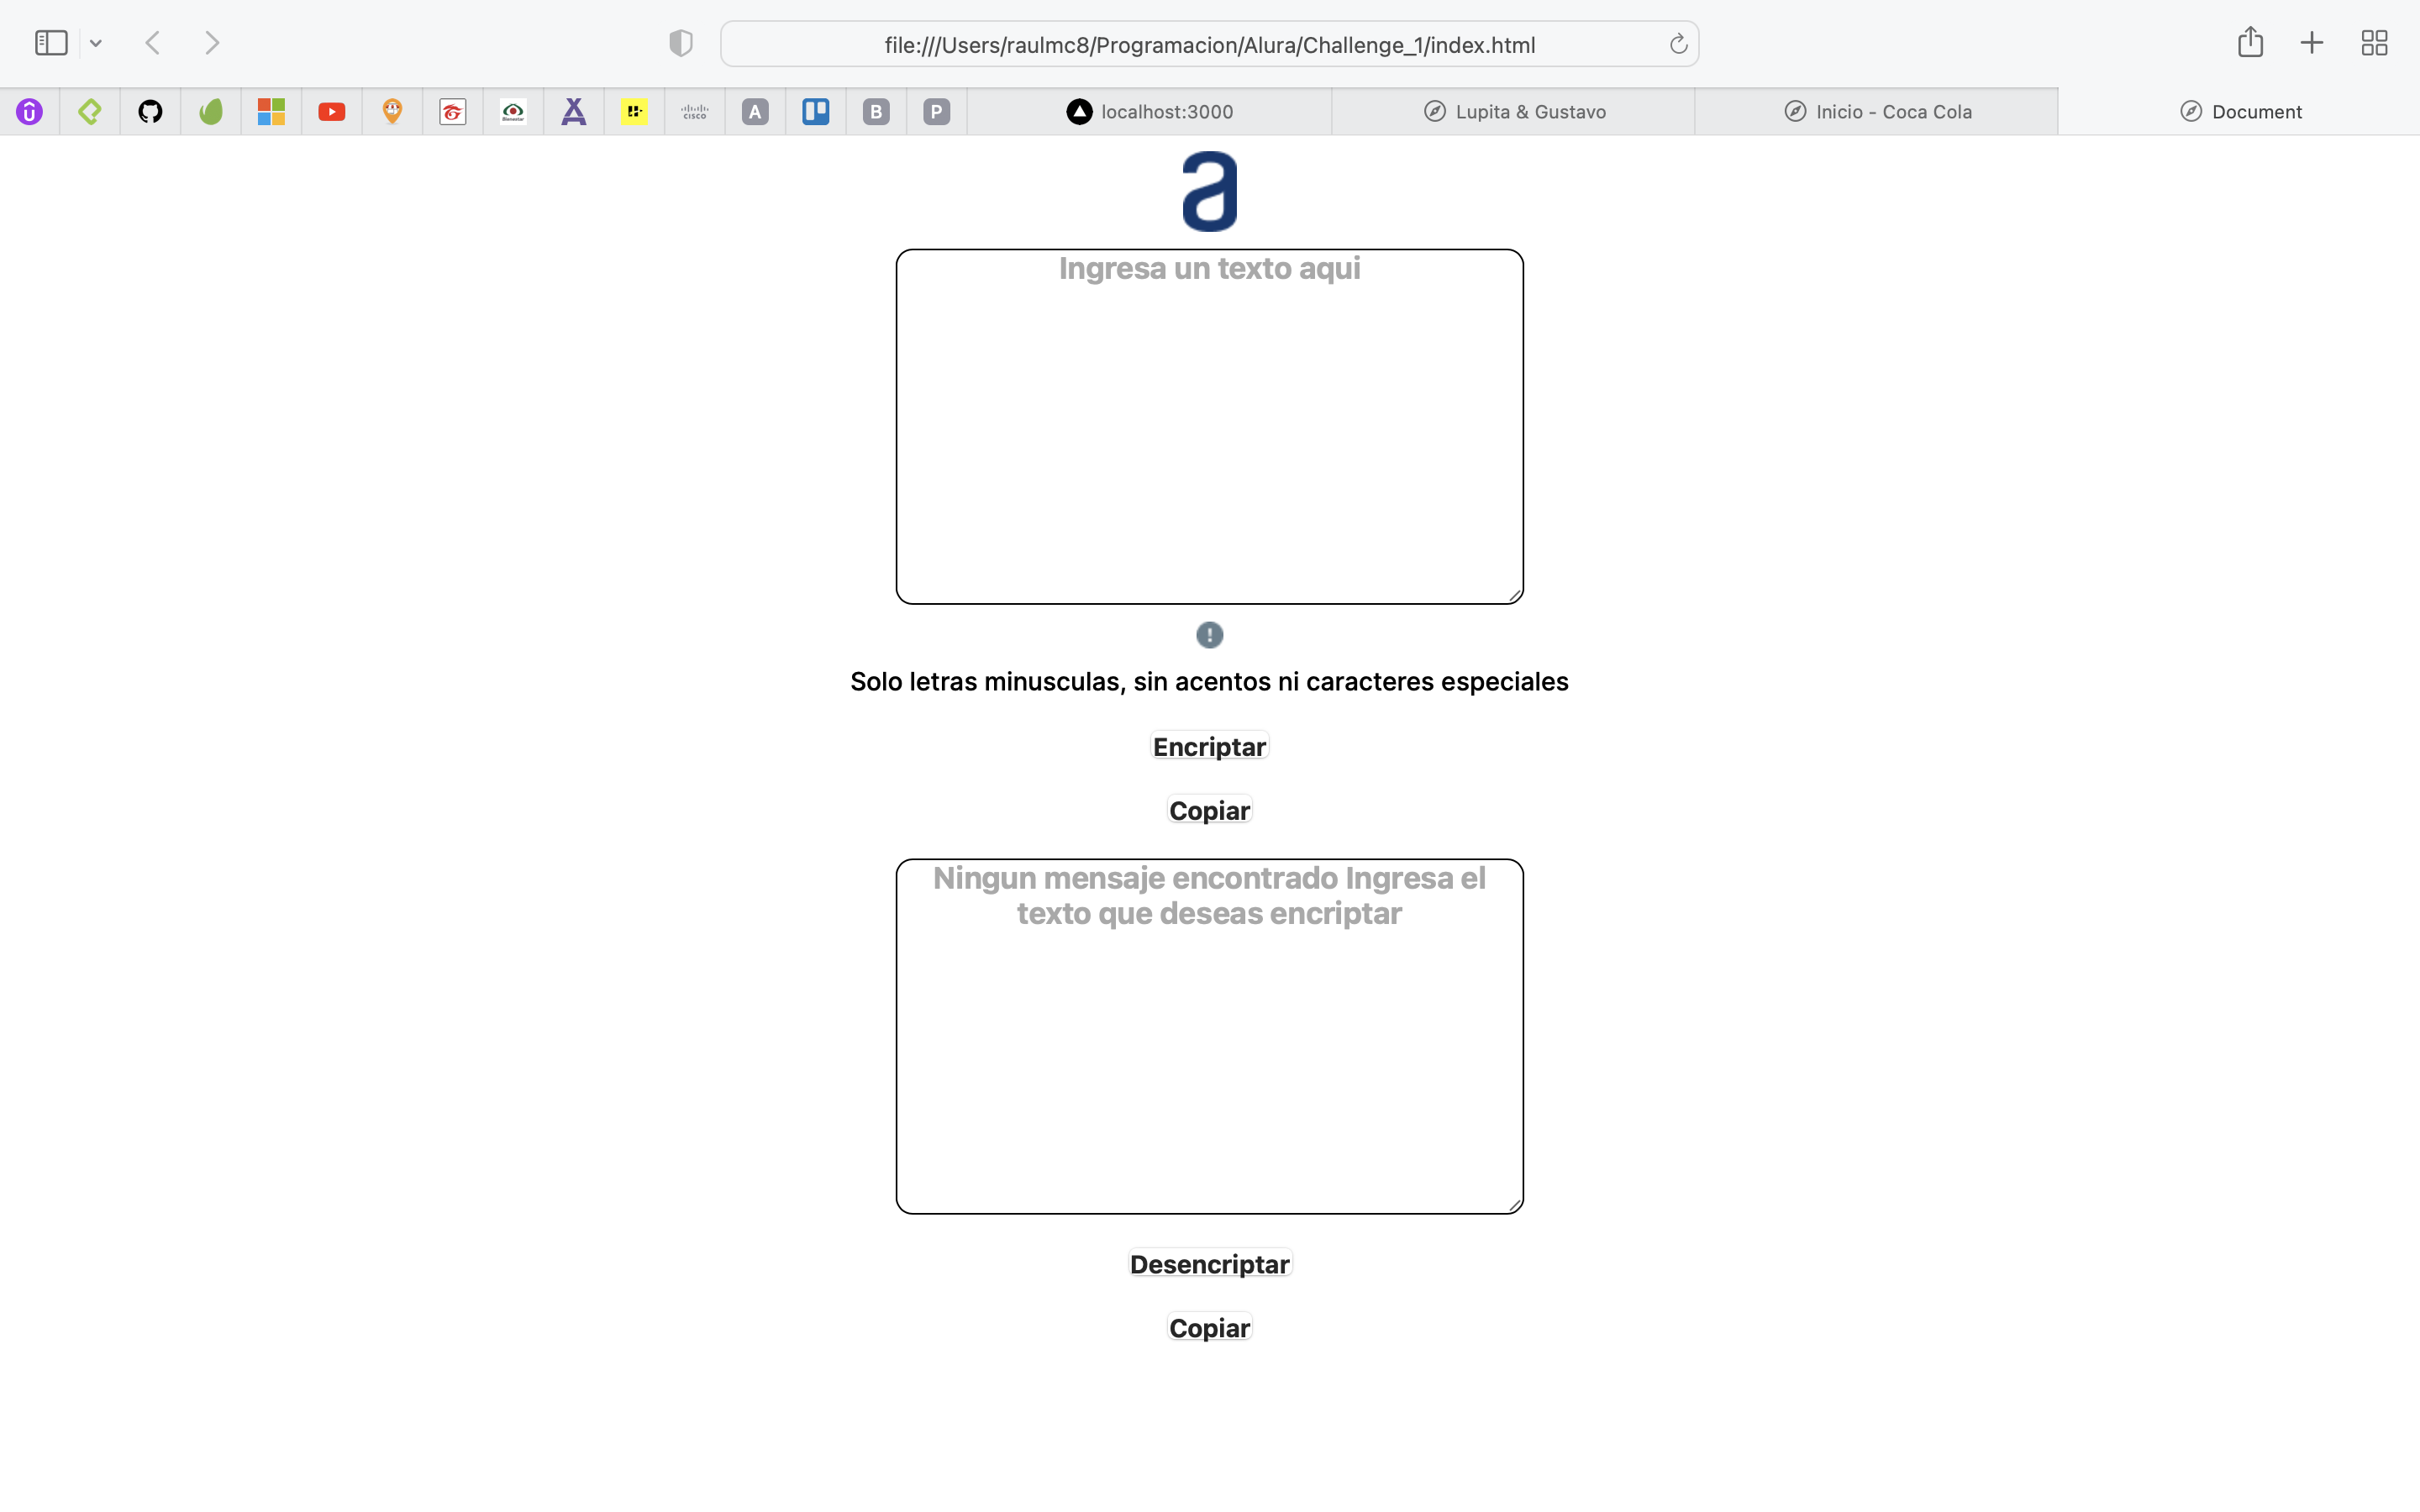 file:///Users/raulmc8/Programacion/Alura/Challenge_1/index.html
Bienestar
CISCO
A
B
P
localhost:3000
Lupita & Gustavo
Inicio - Coca Cola
Document
a
Ingresa un texto aqui
!
Solo letras minusculas, sin acentos ni caracteres especiales
Encriptar
Copiar
Ningun mensaje encontrado Ingresa el
texto que deseas encriptar
Desencriptar
Copiar